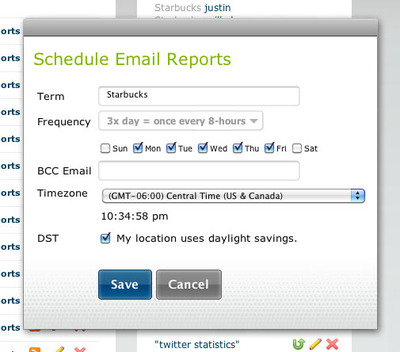 Starbucks justin
orts
Schedule Email Reports
orts
Term Starbucks
orts
Frequency 3x day = once every 8-hours
orts
Sun Mon Tue Wed Thu Fri Sat
orts
BCC Email
orts
Timezone (GMT-06:00) Central Time (US & Canada)
orts
10:34:58 pm
orts
DST My location uses daylight savings.
orts
orts
Save Cancel
orts
orts
orts
"twitter statistics"